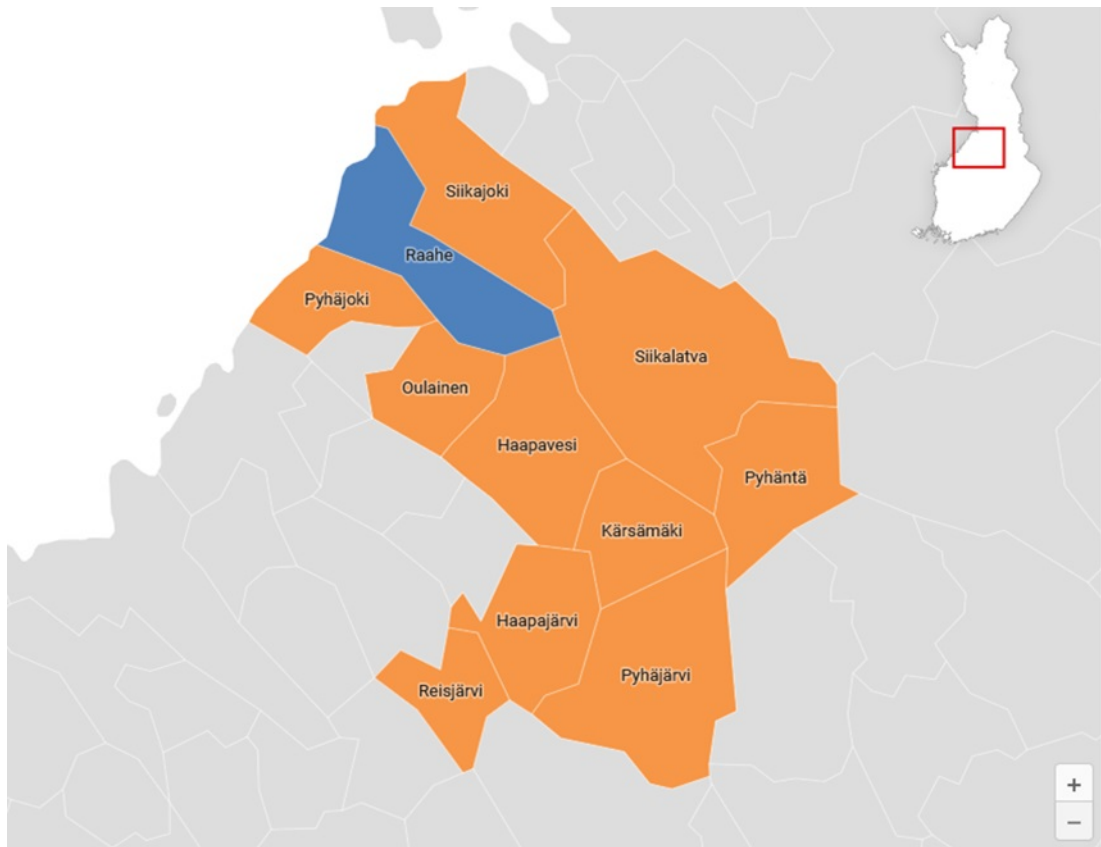 Siikajoki
Raahe
Pyhäjoki
Siikalatva
Oulainen
Haapavesi
Pyhäntä
Kärsämäki
Haapajärvi
Pyhäjärvi
Reisjärvi
+
−